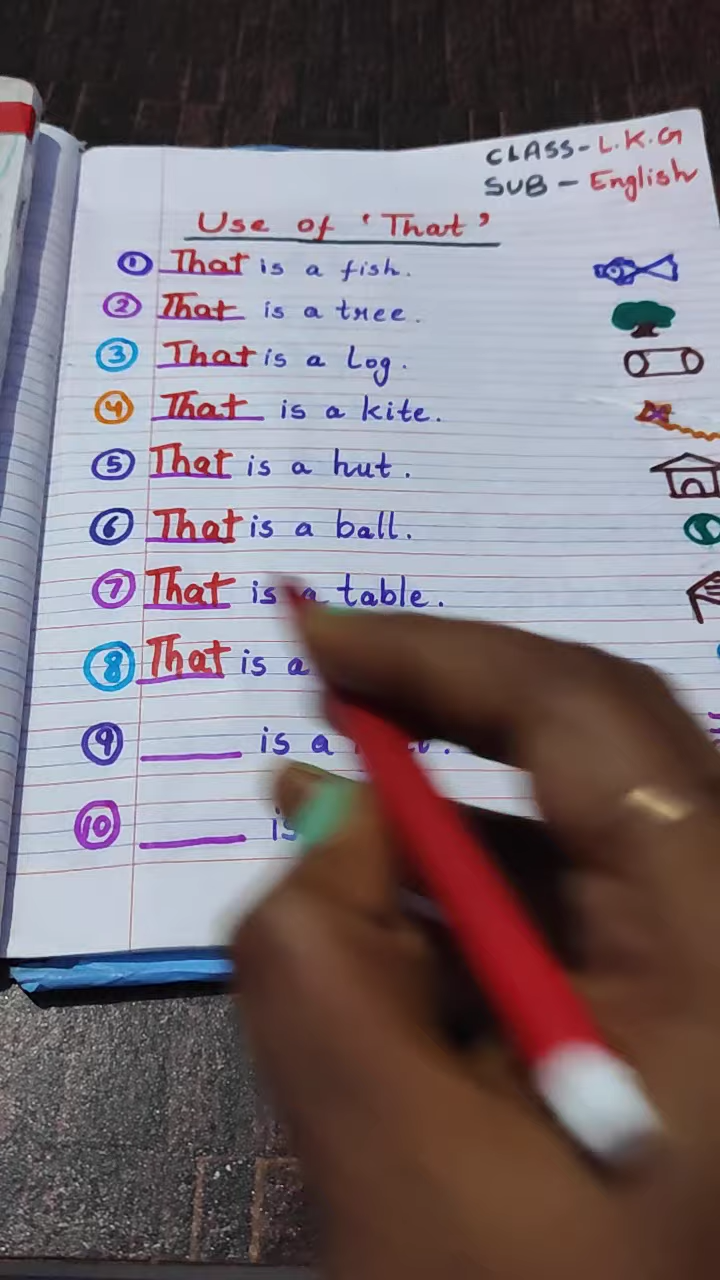 CLASS- L.K.G
SUB - English
Use of 'That'
① That is a fish.
② That is a tree.
③ That is a Log.
④ That is a kite.
⑤ That is a hut.
⑥ That is a ball.
⑦ That is a table.
⑧ That is a
⑨ ____ is a
⑩ ____ is